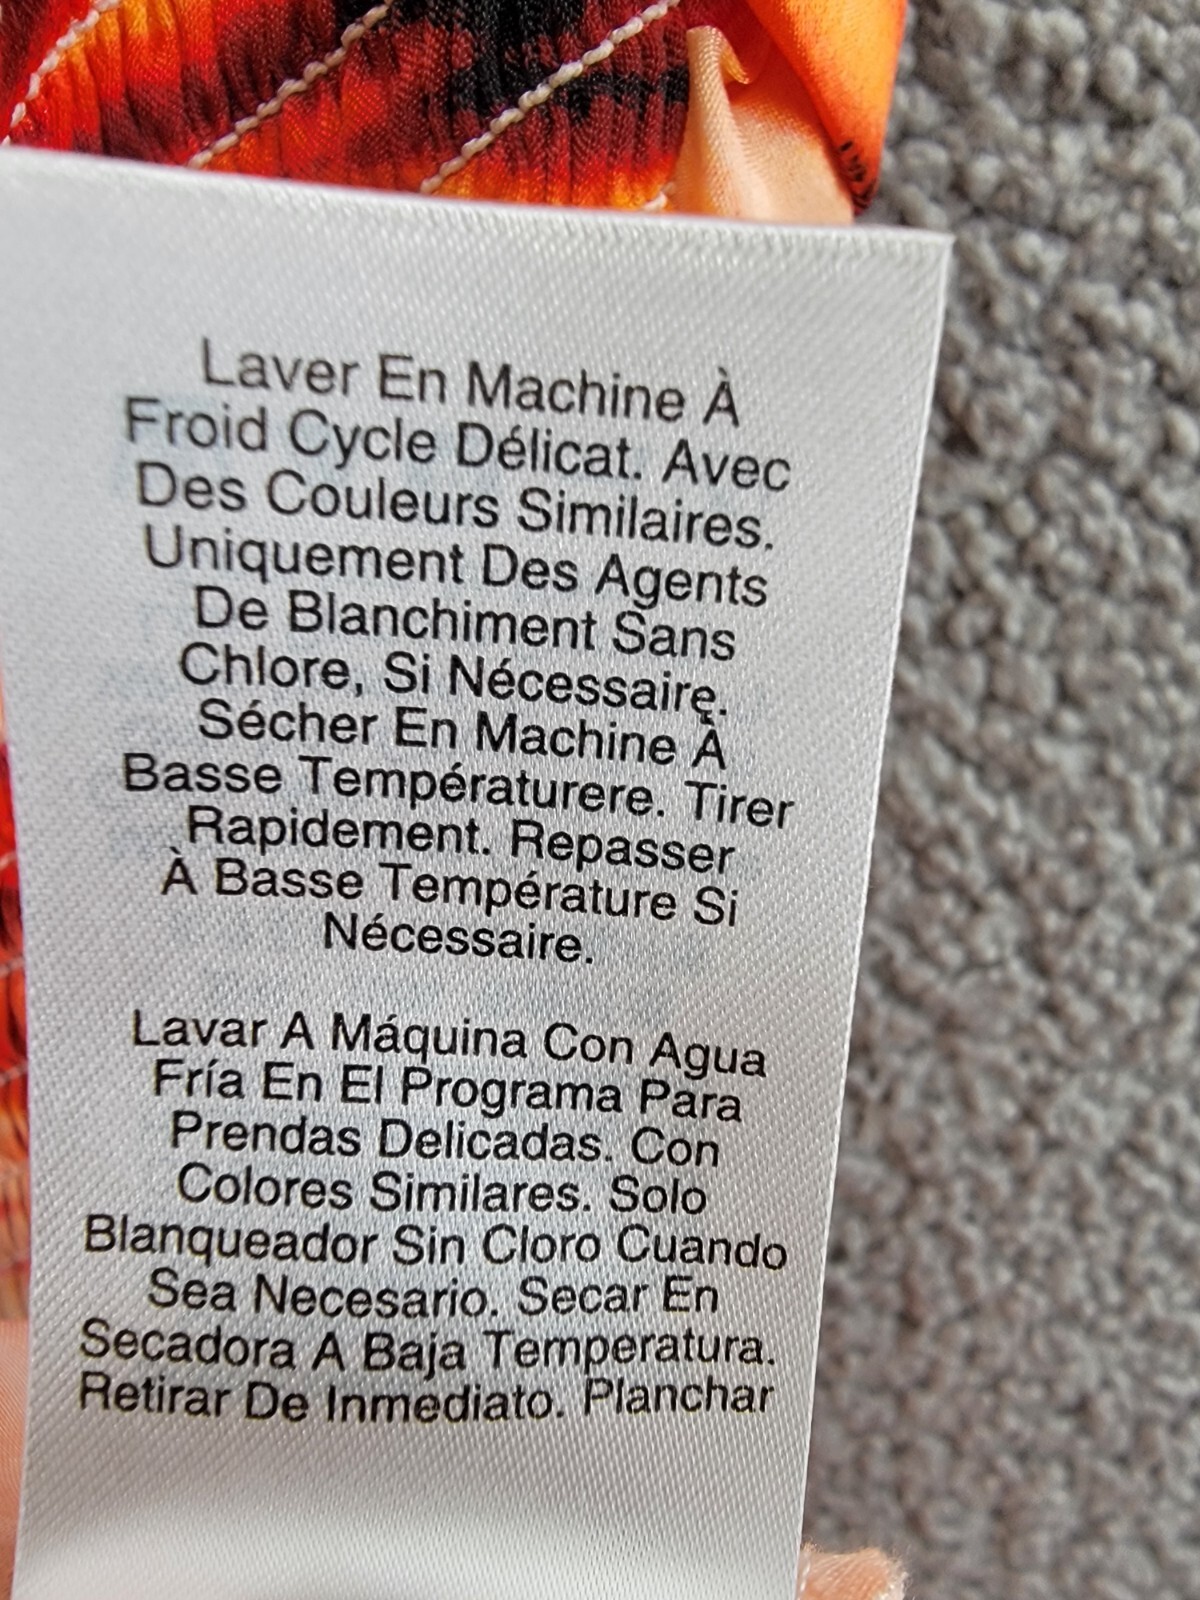 Laver En Machine À
Froid Cycle Délicat. Avec
Des Couleurs Similaires.
Uniquement Des Agents
De Blanchiment Sans
Chlore, Si Nécessaire.
Sécher En Machine À
Basse Températurere. Tirer
Rapidement. Repasser
À Basse Température Si
Nécessaire.
Lavar A Máquina Con Agua
Fría En El Programa Para
Prendas Delicadas. Con
Colores Similares. Solo
Blanqueador Sin Cloro Cuando
Sea Necesario. Secar En
Secadora A Baja Temperatura.
Retirar De Inmediato. Planchar